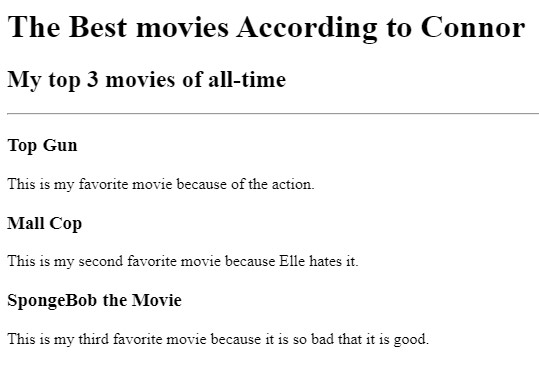 The Best movies According to Connor
My top 3 movies of all-time
Top Gun
This is my favorite movie because of the action.
Mall Cop
This is my second favorite movie because Elle hates it.
SpongeBob the Movie
This is my third favorite movie because it is so bad that it is good.